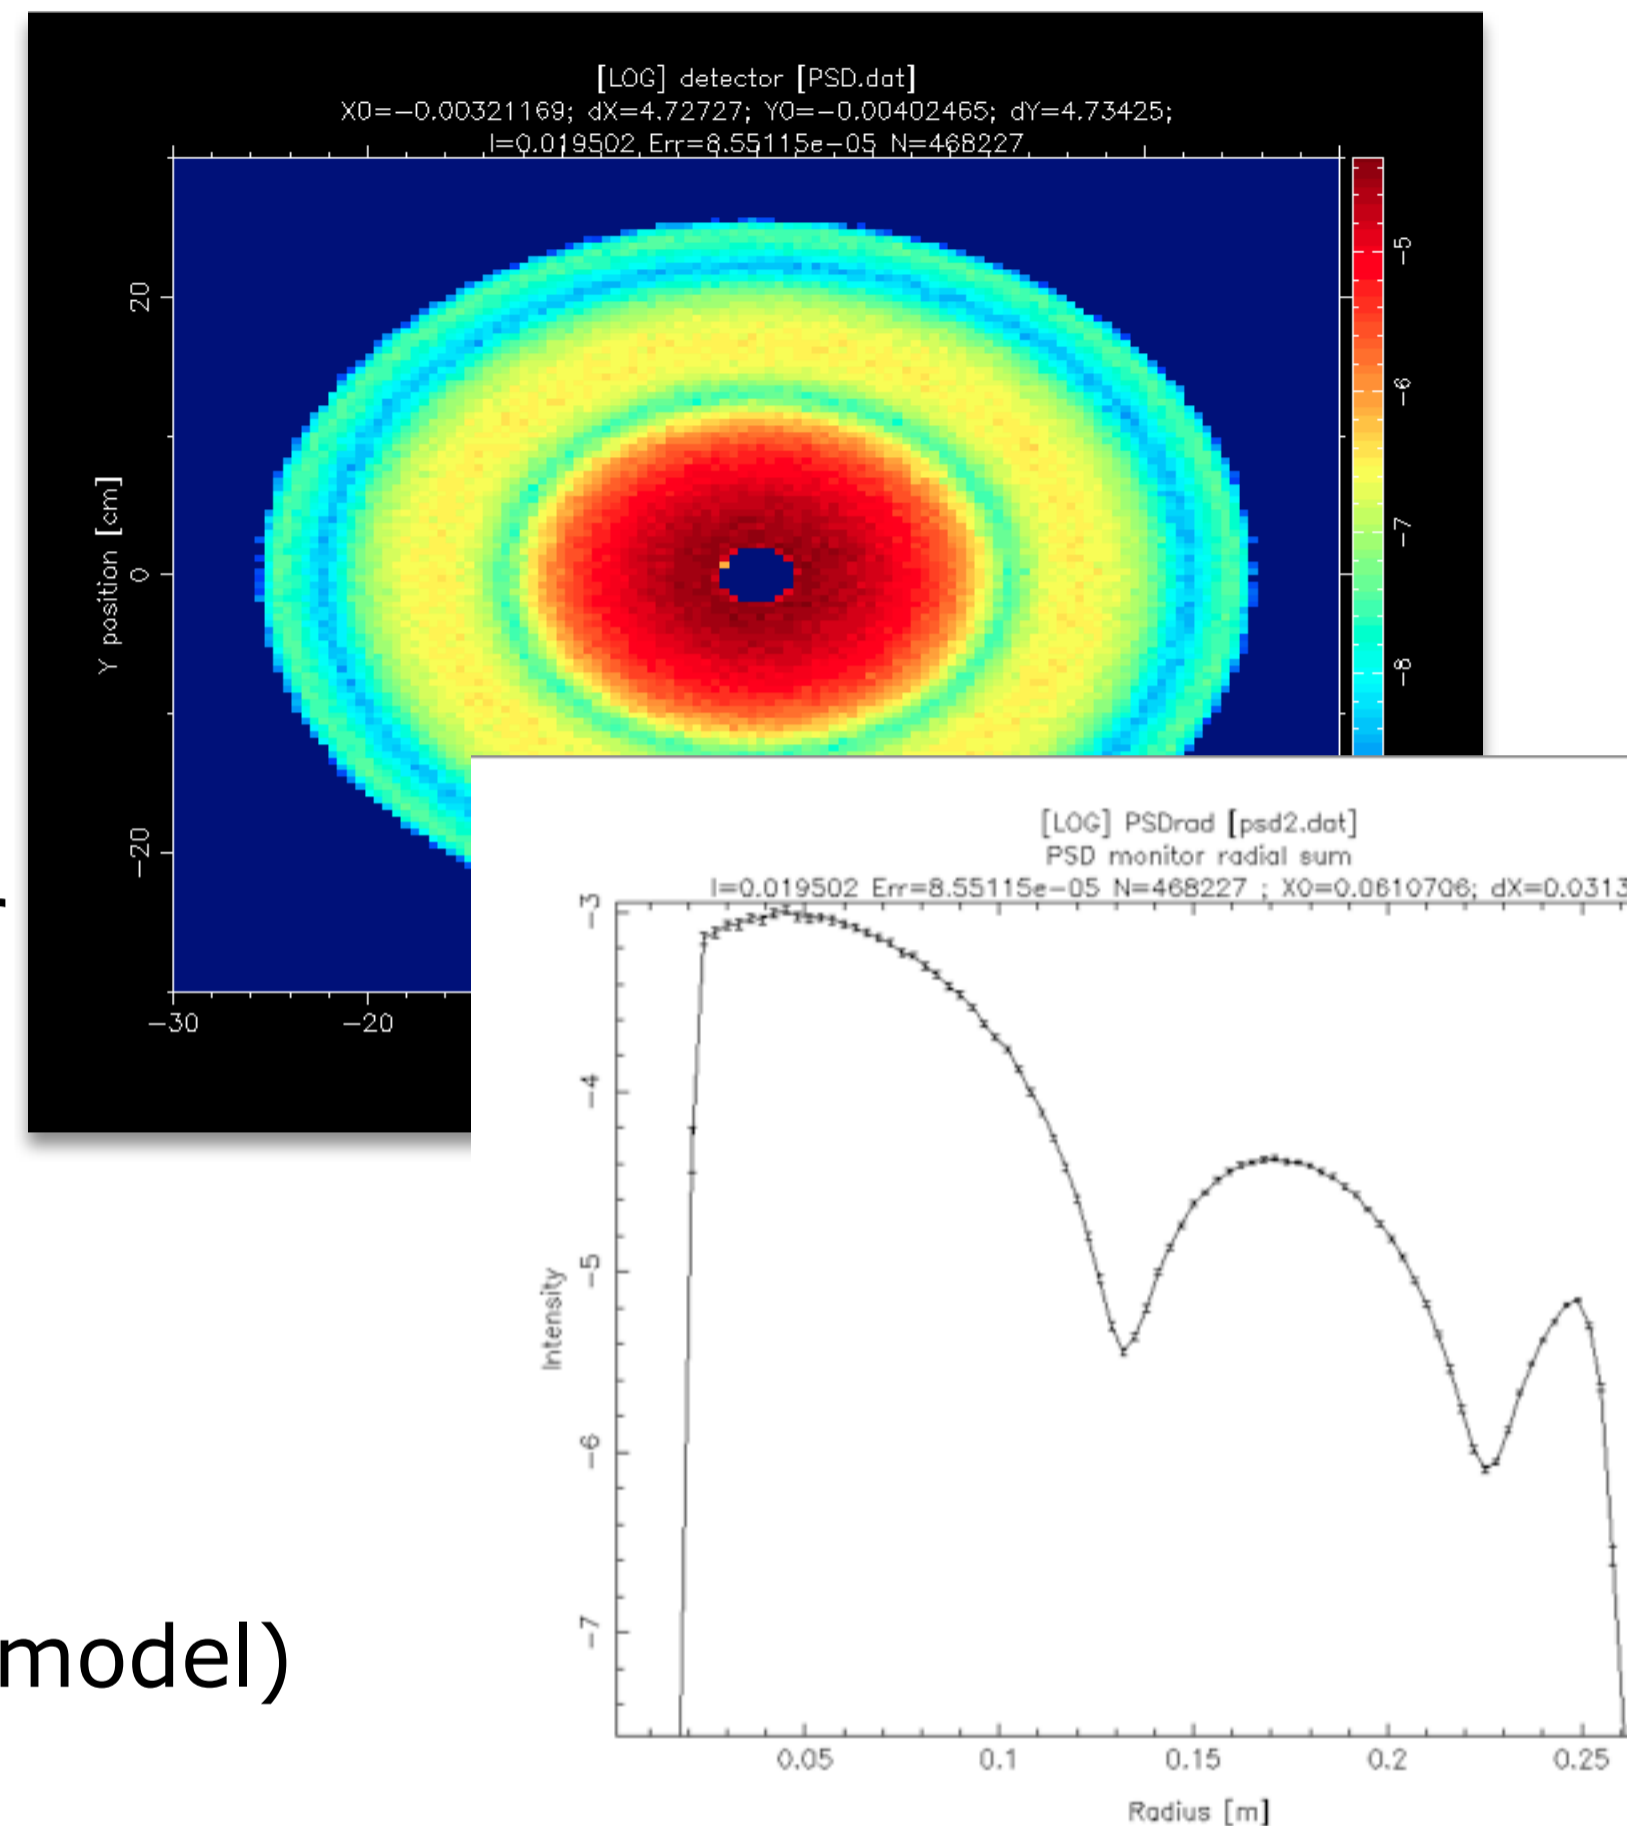 [LOG] detector [PSD.dat]
X0=−0.00321169; dX=4.72727; Y0=−0.00402465; dY=4.73425;
I=0.019502 Err=8.55115e−05 N=468227
−5
−6
−7
−8
20
0
−20
Y position [cm]
−30 −20
[LOG] PSDrad [psd2.dat]
PSD monitor radial sum
I=0.019502 Err=8.55115e−05 N=468227 ; X0=0.0610706; dX=0.0313
−3
−4
−5
−6
−7
Intensity
0.05 0.1 0.15 0.2 0.25
Radius [m]
model)